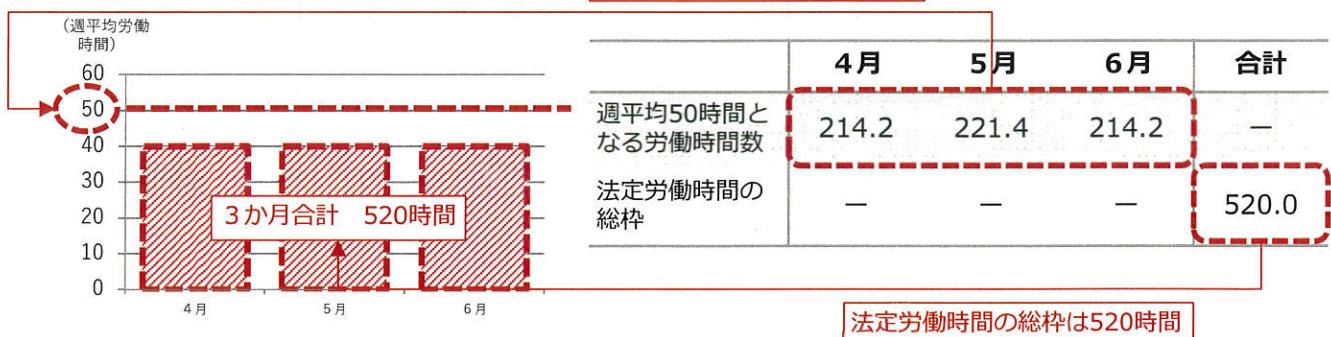 （週平均労働
時間）
60
50
40
30
20
10
0
3か月合計　520時間
4月
5月
6月
4月 5月 6月 合計
週平均50時間と
なる労働時間数
214.2 221.4 214.2 ―
法定労働時間の
総枠
― ― ― 520.0
法定労働時間の総枠は520時間